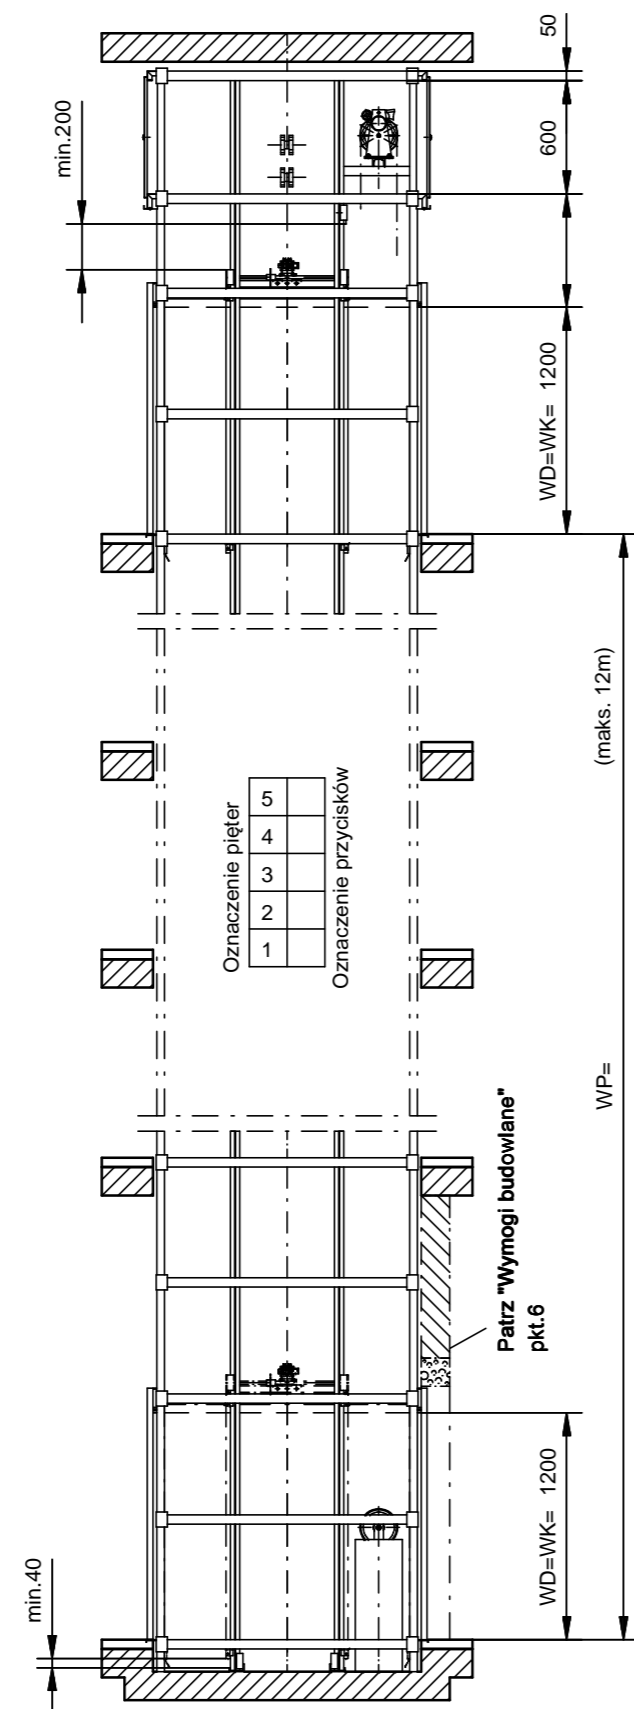 50
min.200
600
WD=WK= 1200
(maks. 12m)
Oznaczenie pięter
5
4
3
2
1
Oznaczenie przycisków
WP=
Patrz "Wymogi budowlane"
pkt.6
WD=WK= 1200
min.40